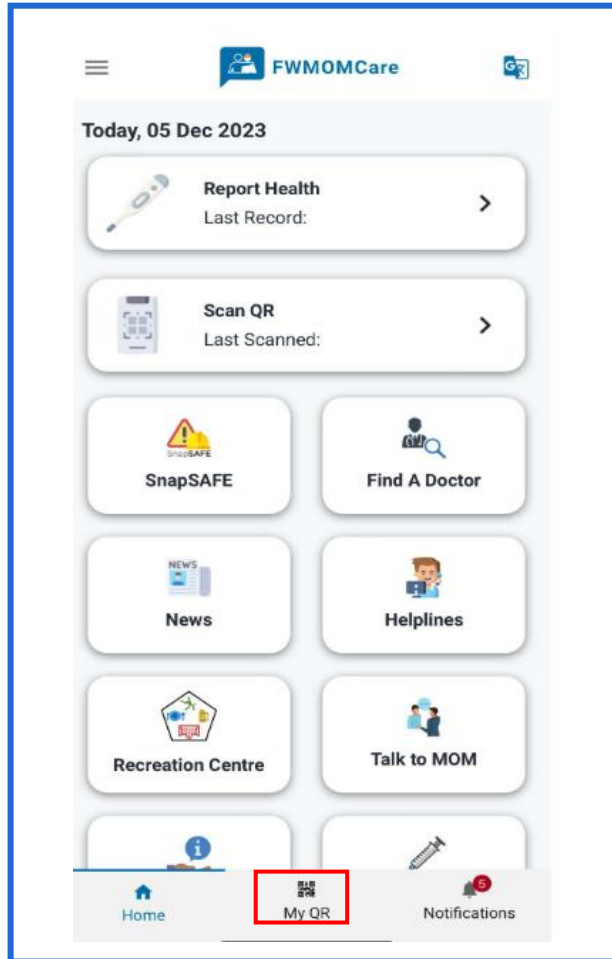 FWMOMCare
Today, 05 Dec 2023
Report Health
Last Record:
Scan QR
Last Scanned:
SnapSAFE
SnapSAFE
Find A Doctor
NEWS
News
Helplines
Recreation Centre
Talk to MOM
5
Home
My QR
Notifications